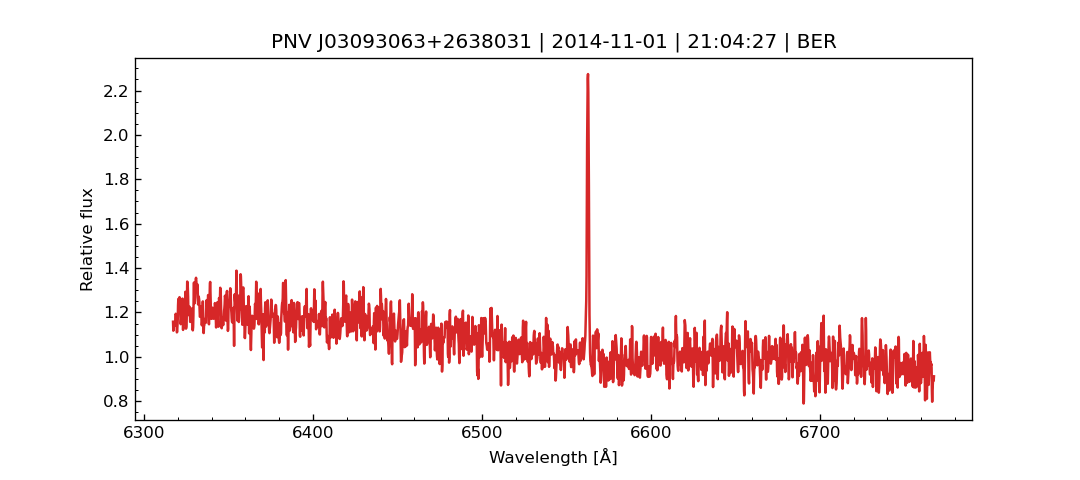 PNV J03093063+2638031 | 2014-11-01 | 21:04:27 | BER
Relative flux
2.2
2.0
1.8
1.6
1.4
1.2
1.0
0.8
6300 6400 6500 6600 6700
Wavelength [Å]